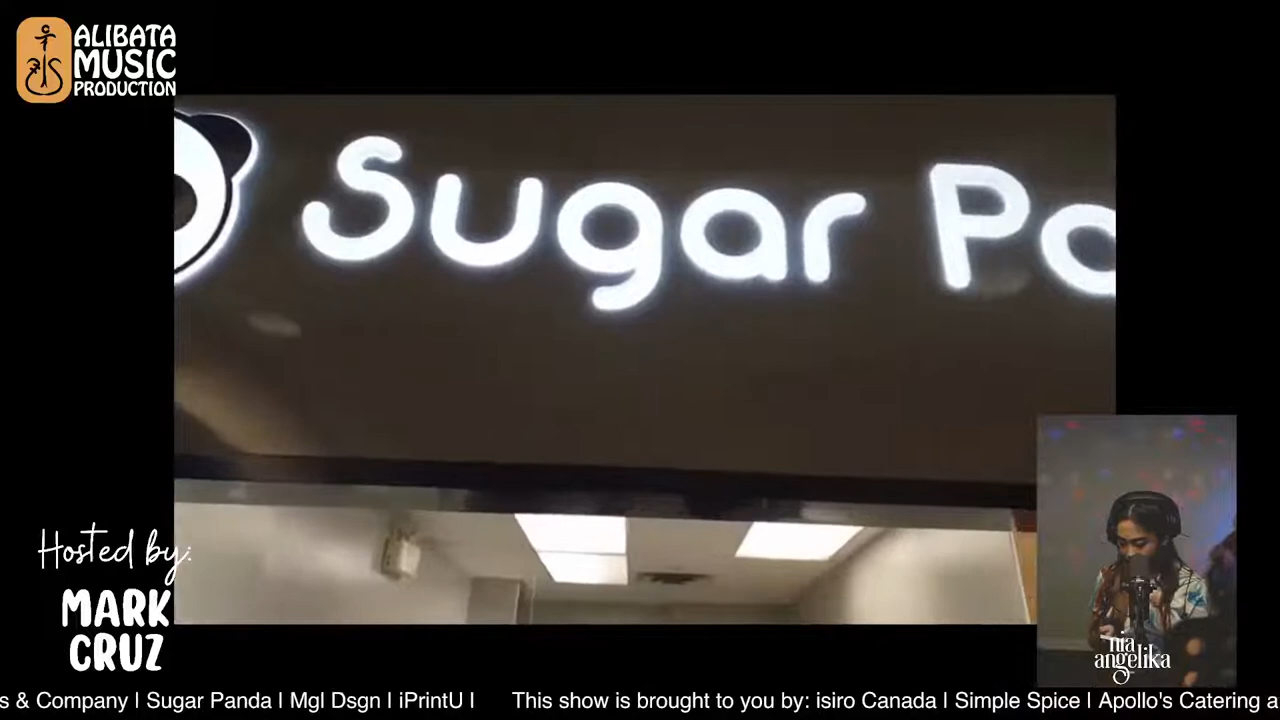 ALIBATA
MUSIC
PRODUCTION
Sugar Pa
Hosted by:
MARK
CRUZ
nia
angelika
s & Company | Sugar Panda | Mgl Dsgn | iPrintU | This show is brought to you by: isiro Canada | Simple Spice | Apollo's Catering a